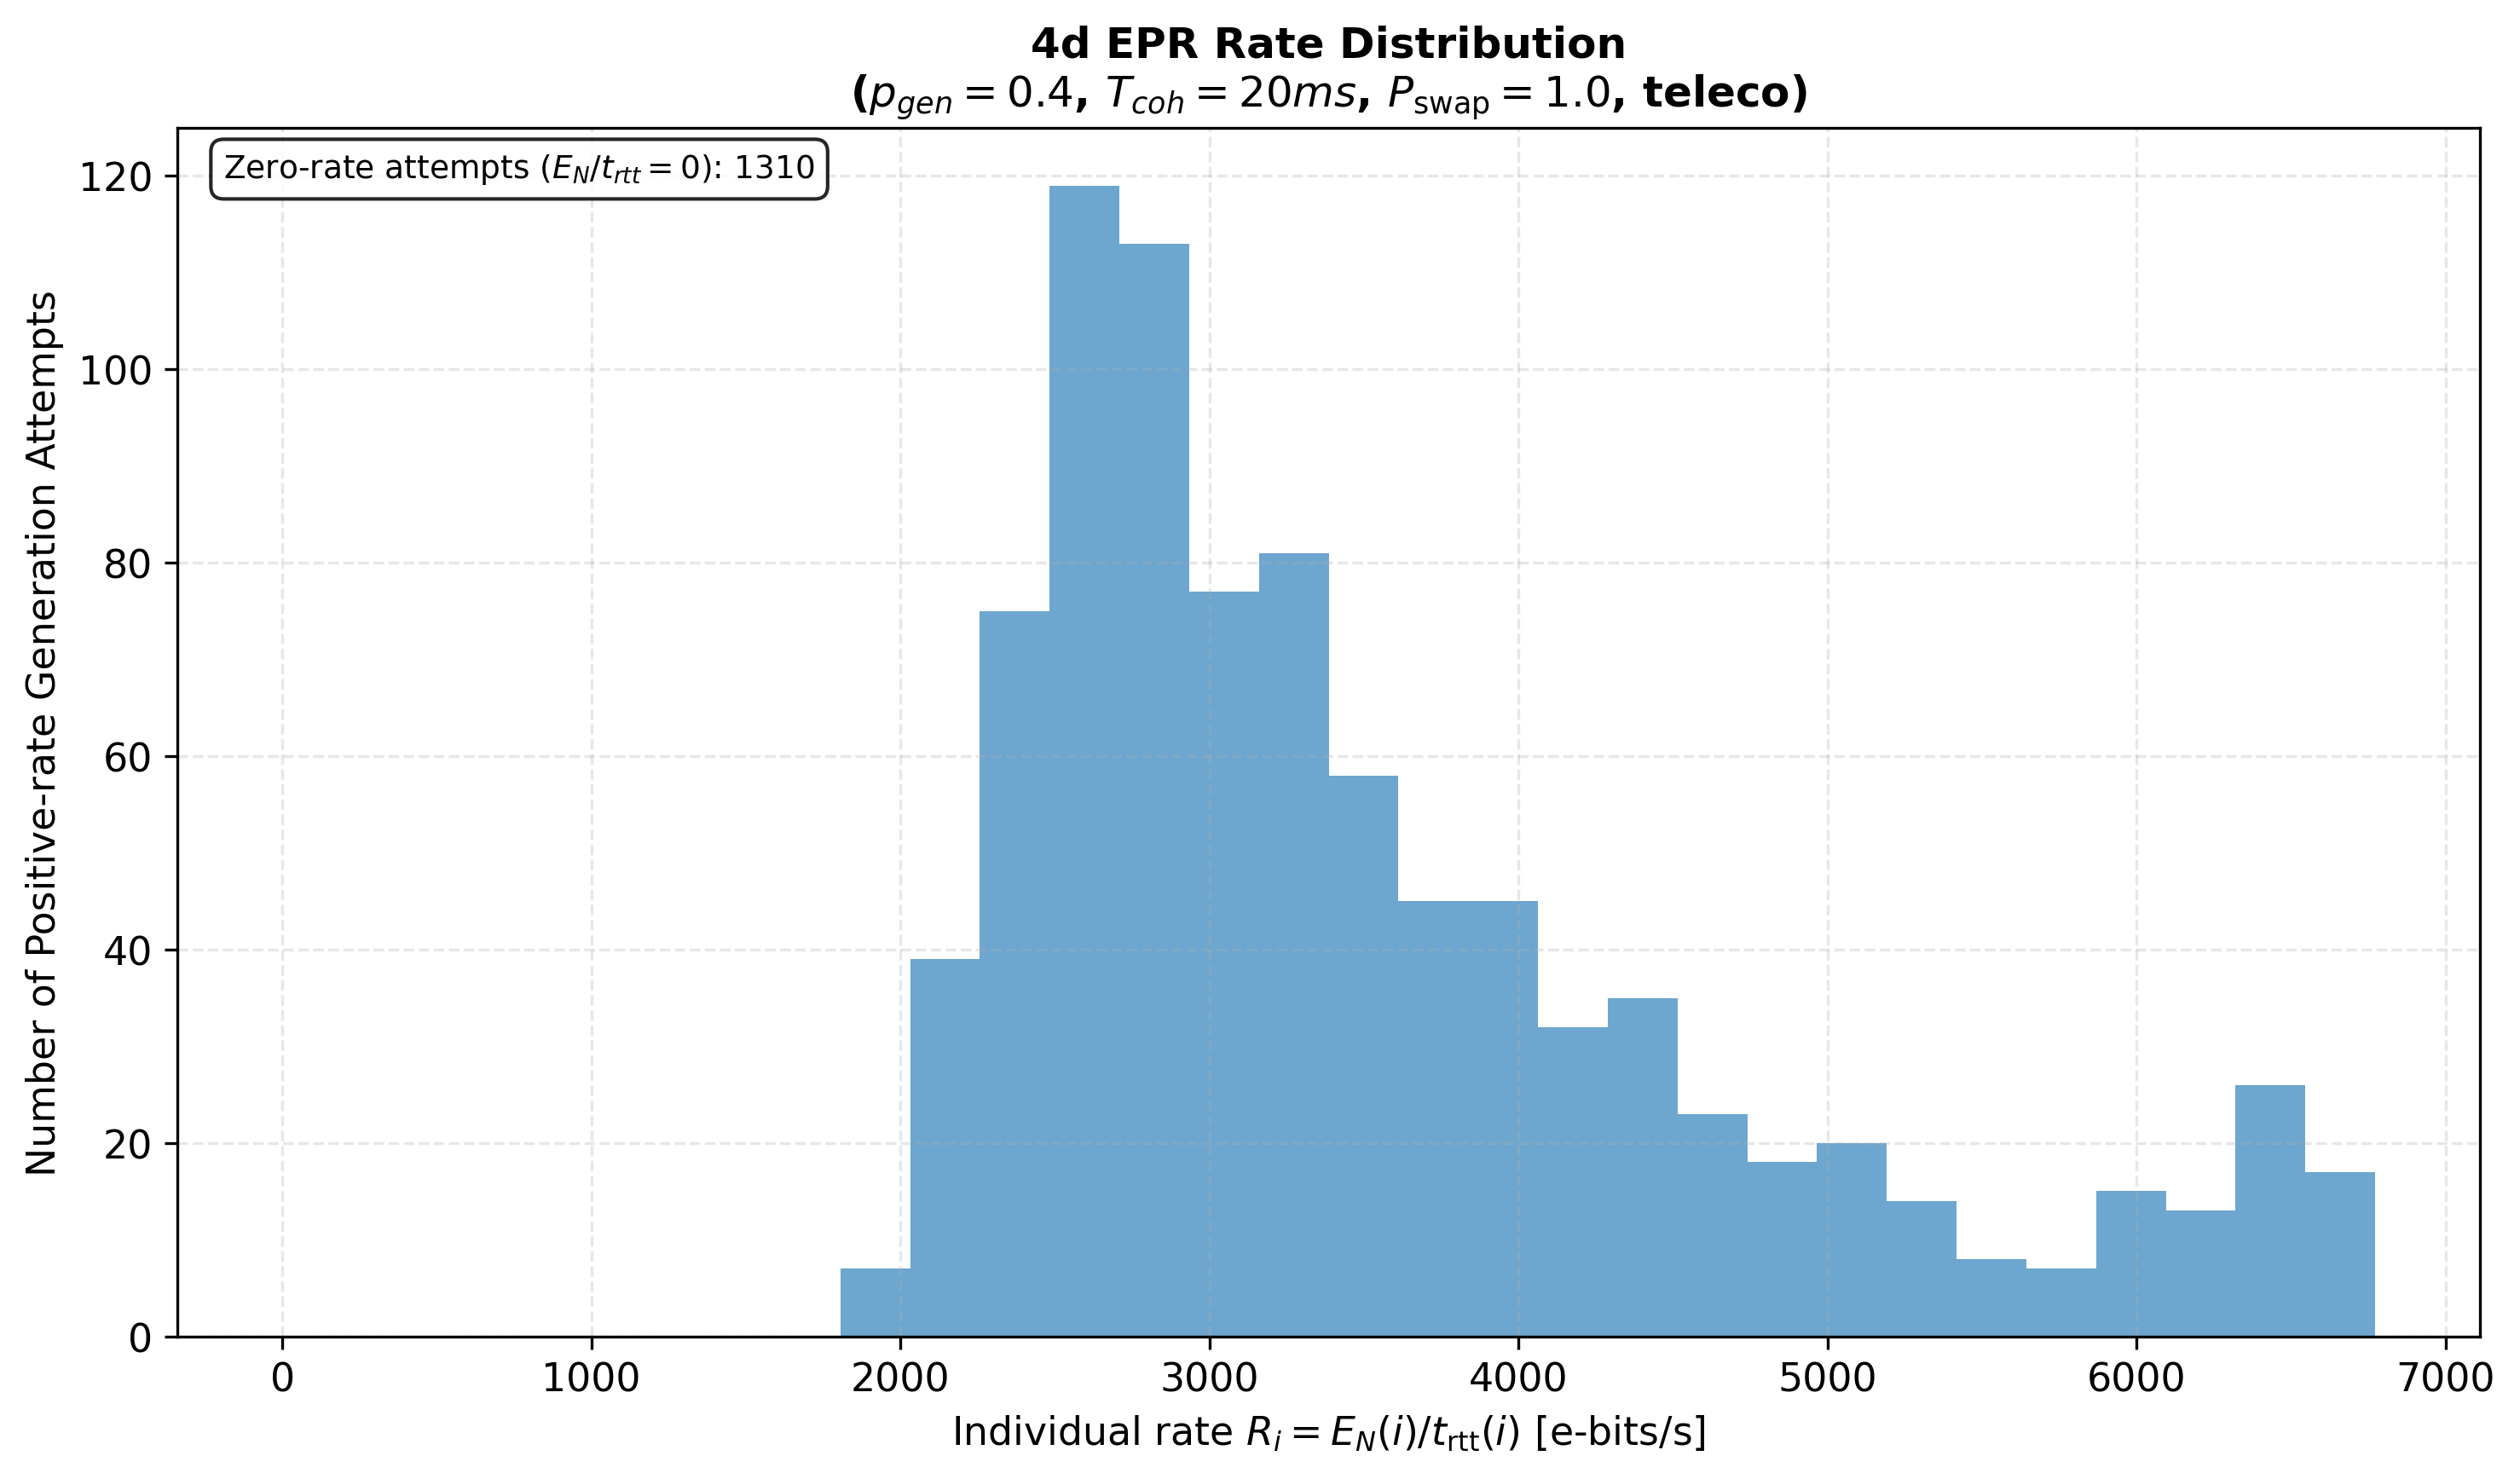 4d EPR Rate Distribution
(p_gen = 0.4, T_coh = 20ms, P_swap = 1.0, teleco)
Zero-rate attempts (E_N/t_rtt = 0): 1310
Number of Positive-rate Generation Attempts
120
100
80
60
40
20
0
0 1000 2000 3000 4000 5000 6000 7000
Individual rate R_i = E_N(i)/t_rtt(i) [e-bits/s]